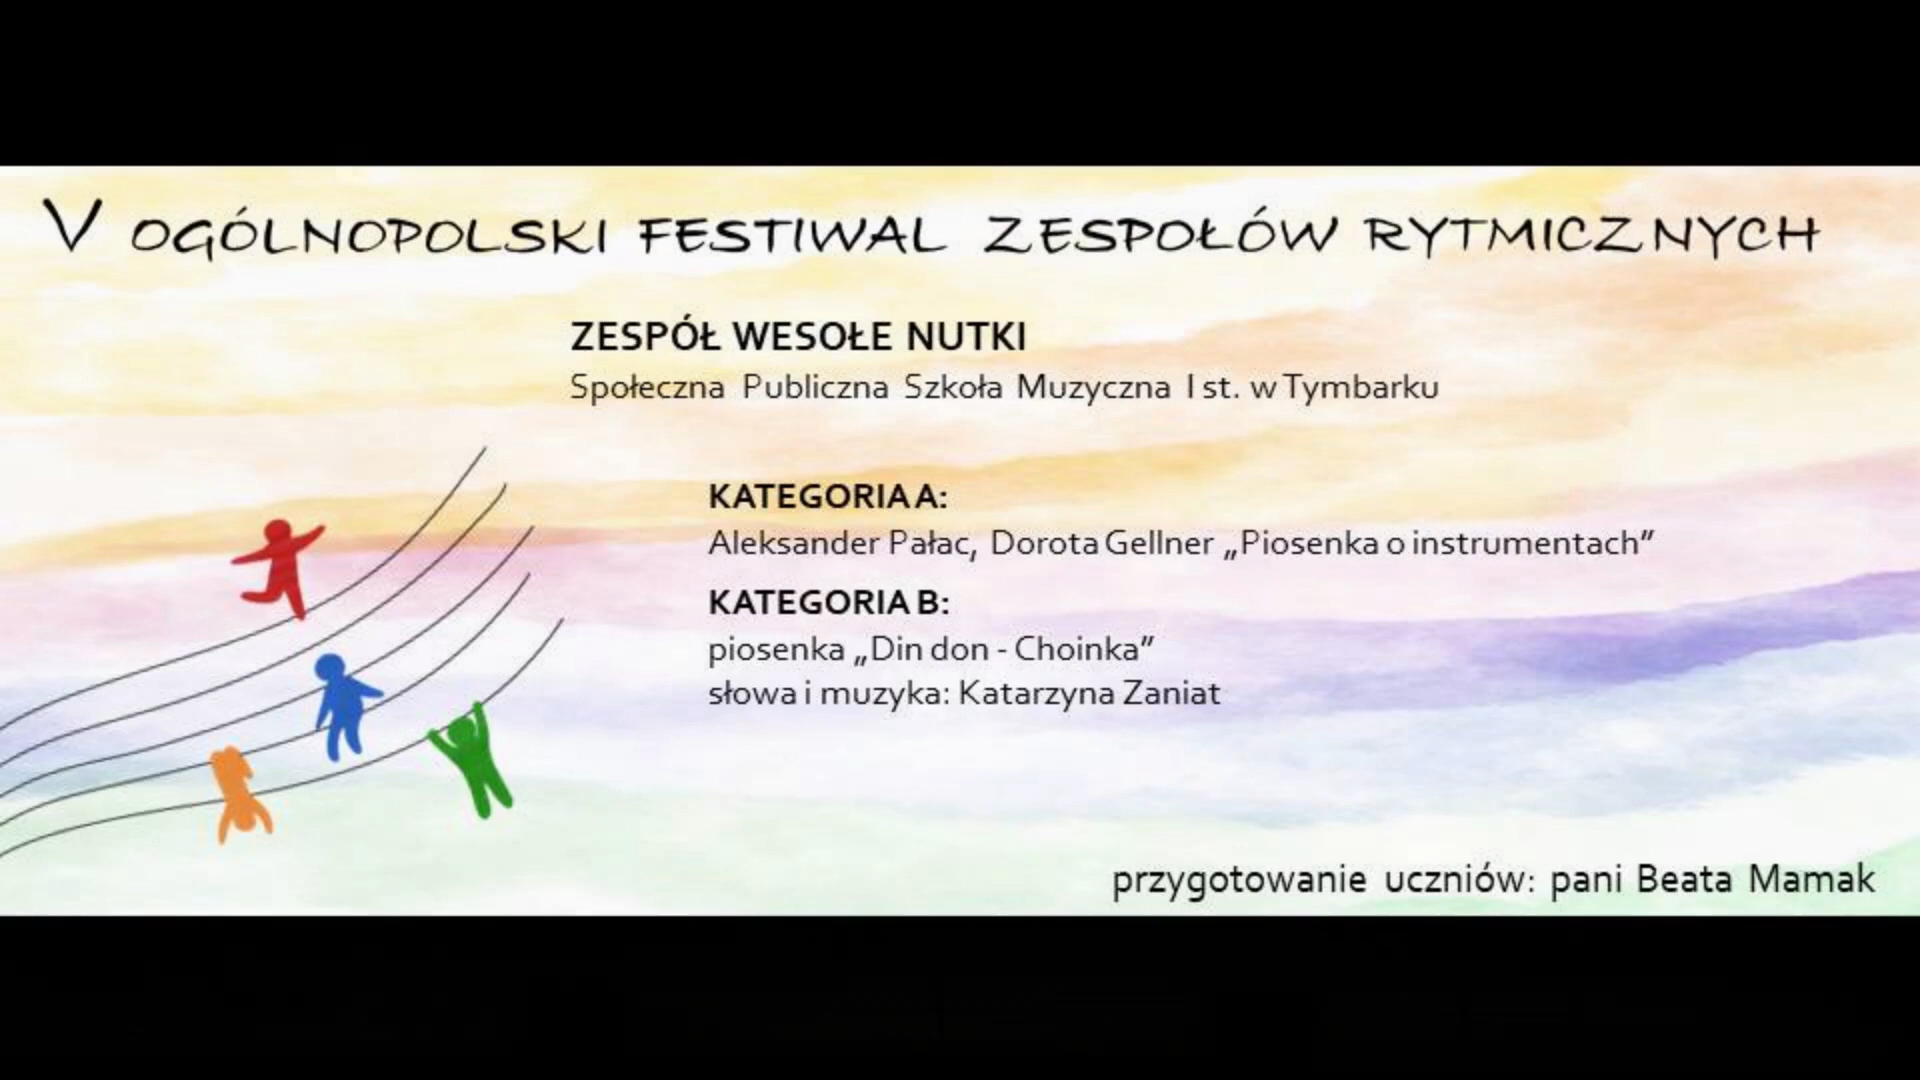 V OGÓLNOPOLSKI FESTIWAL ZESPOŁÓW RYTMICZNYCH
ZESPÓŁ WESOŁE NUTKI
Społeczna Publiczna Szkoła Muzyczna I st. w Tymbarku
KATEGORIA A:
Aleksander Pałac, Dorota Gellner „Piosenka o instrumentach”
KATEGORIA B:
piosenka „Din don - Choinka”
słowa i muzyka: Katarzyna Zaniat
przygotowanie uczniów: pani Beata Mamak